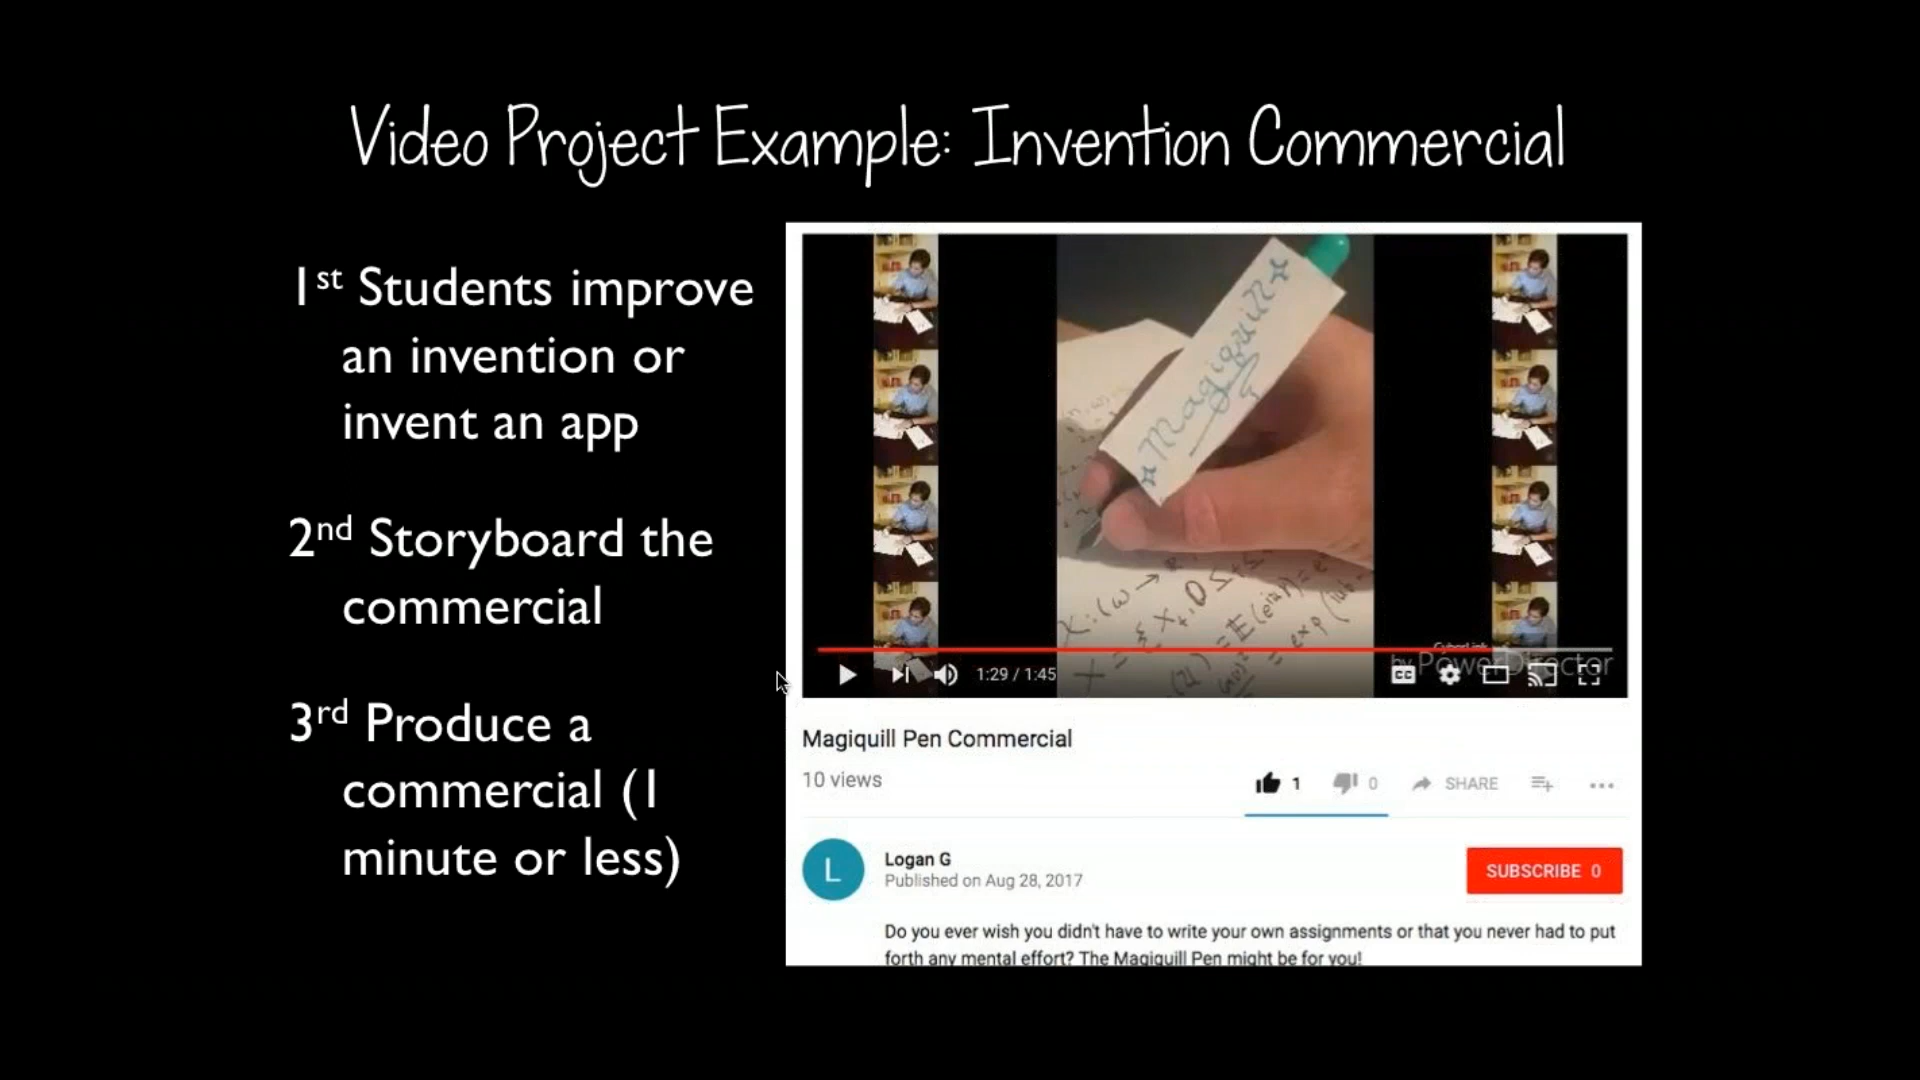 Video Project Example: Invention Commercial
1st Students improve
an invention or
invent an app
2nd Storyboard the
commercial
3rd Produce a
commercial (1
minute or less)
Magiquill
1:29 / 1:45
CC
by PowerDirector
Magiquill Pen Commercial
10 views
1
0
SHARE
L
Logan G
Published on Aug 28, 2017
SUBSCRIBE 0
Do you ever wish you didn't have to write your own assignments or that you never had to put
forth any mental effort? The Magiquill Pen might be for you!